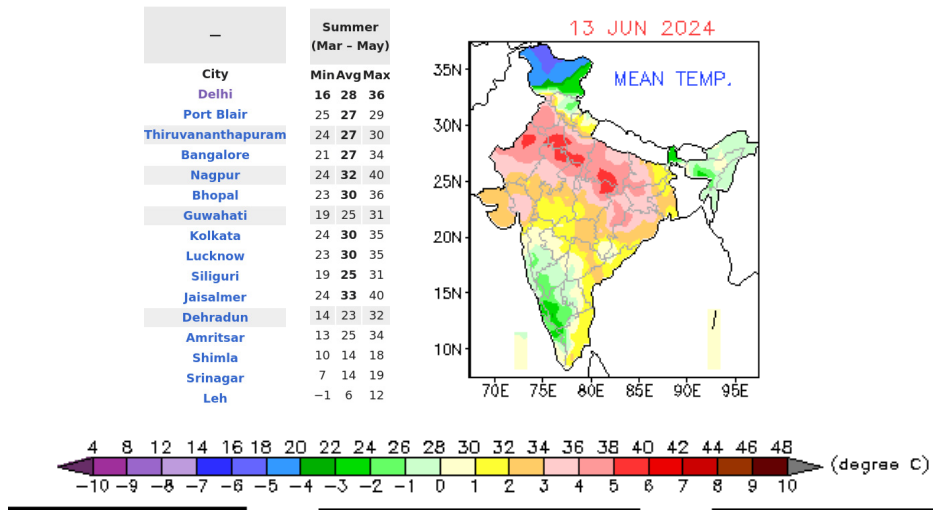 —
Summer
(Mar – May)
City
Min Avg Max
Delhi 16 28 36
Port Blair 25 27 29
Thiruvananthapuram 24 27 30
Bangalore 21 27 34
Nagpur 24 32 40
Bhopal 23 30 36
Guwahati 19 25 31
Kolkata 24 30 35
Lucknow 23 30 35
Siliguri 19 25 31
Jaisalmer 24 33 40
Dehradun 14 23 32
Amritsar 13 25 34
Shimla 10 14 18
Srinagar 7 14 19
Leh −1 6 12
13 JUN 2024
MEAN TEMP.
35N
30N
25N
20N
15N
10N
70E 75E 80E 85E 90E 95E
4 8 12 14 16 18 20 22 24 26 28 30 32 34 36 38 40 42 44 46 48
(degree C)
−10 −9 −8 −7 −6 −5 −4 −3 −2 −1 0 1 2 3 4 5 6 7 8 9 10